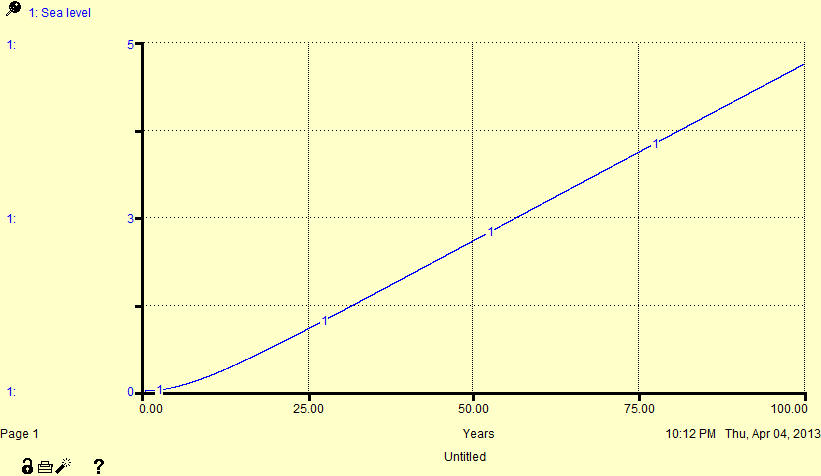 1: Sea level
1: 5
1: 3
1: 0
1
1
1
1
0.00 25.00 50.00 75.00 100.00
Page 1 Years 10:12 PM Thu, Apr 04, 2013
Untitled
?